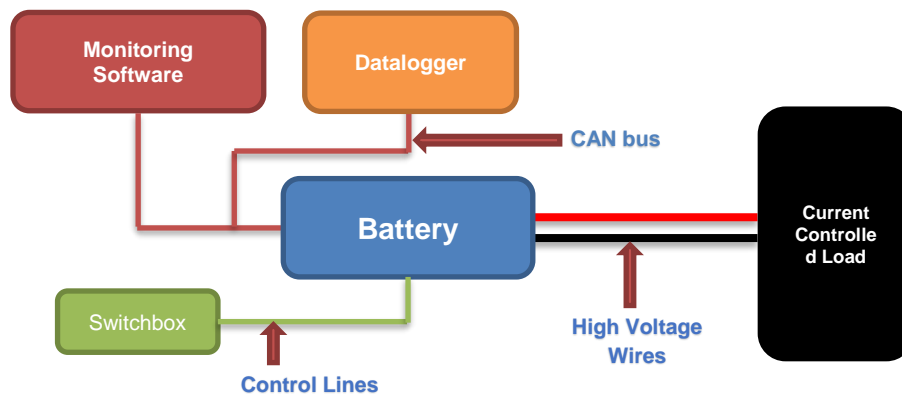 Monitoring
Software
Datalogger
CAN bus
Battery
Current
Controlle
d Load
Switchbox
High Voltage
Wires
Control Lines